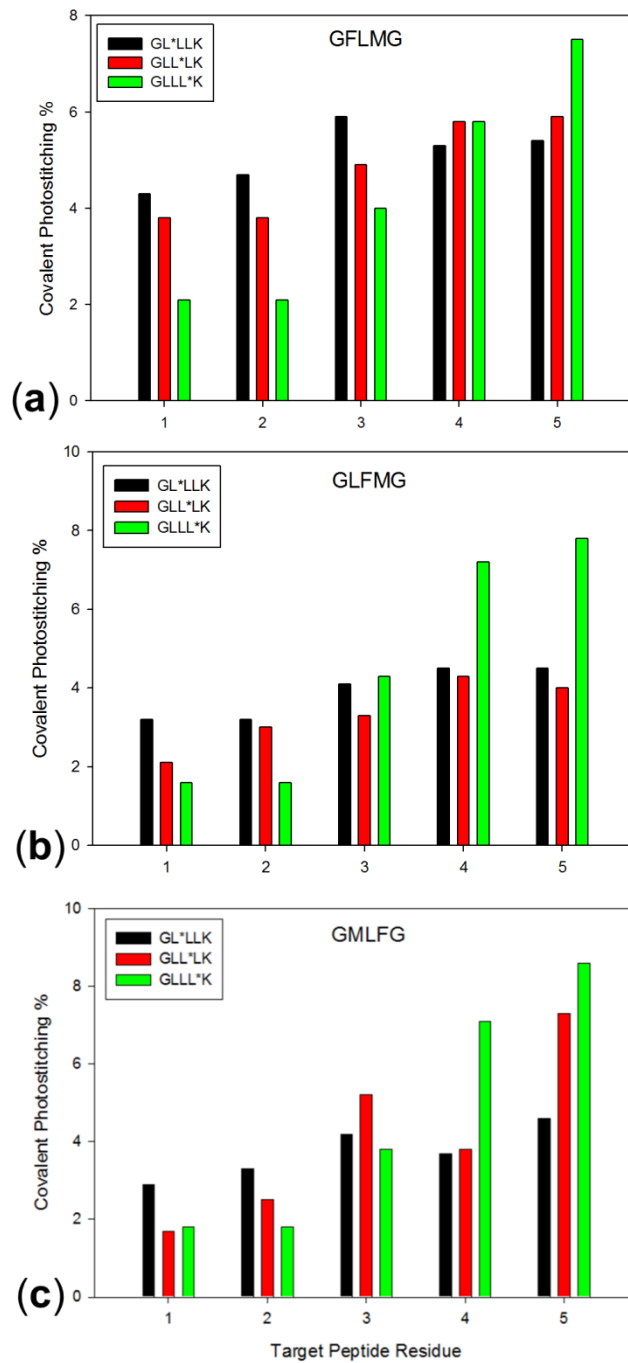 GFLMG
GL*LLK
GLL*LK
GLLL*K
Covalent Photostitching %
8
6
4
2
0
(a)
1 2 3 4 5
GLFMG
GL*LLK
GLL*LK
GLLL*K
Covalent Photostitching %
10
8
6
4
2
0
(b)
1 2 3 4 5
GMLFG
GL*LLK
GLL*LK
GLLL*K
Covalent Photostitching %
10
8
6
4
2
0
(c)
1 2 3 4 5
Target Peptide Residue